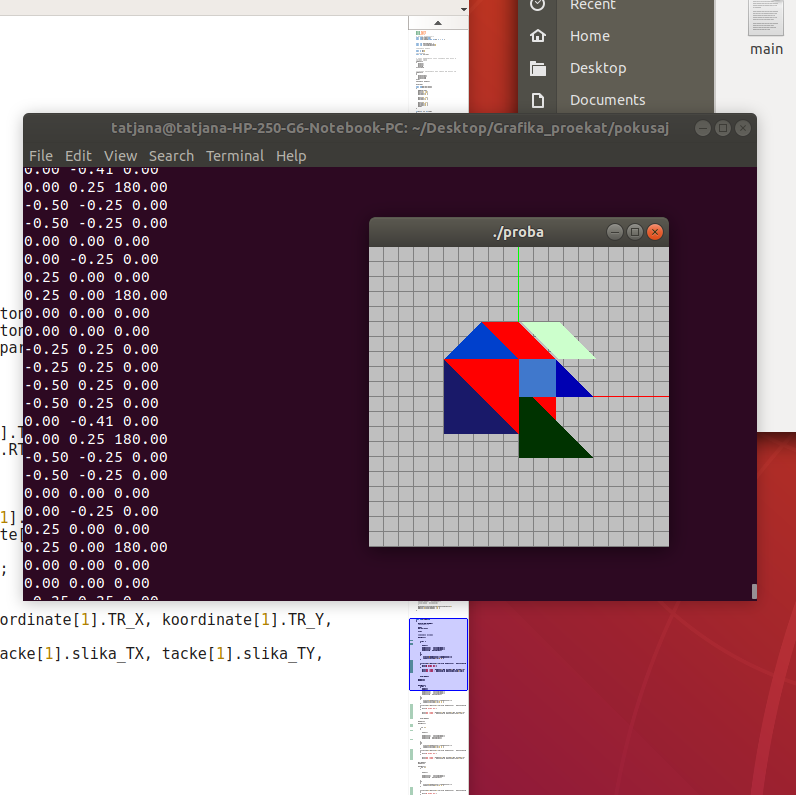 Recent
Home
Desktop
Documents
main
tatjana@tatjana-HP-250-G6-Notebook-PC: ~/Desktop/Grafika_proekat/pokusaj
File Edit View Search Terminal Help
0.00 -0.41 0.00
0.00 0.25 180.00
-0.50 -0.25 0.00
-0.50 -0.25 0.00
0.00 0.00 0.00
0.00 -0.25 0.00
0.25 0.00 0.00
0.25 0.00 180.00
0.00 0.00 0.00
0.00 0.00 0.00
-0.25 0.25 0.00
-0.25 0.25 0.00
-0.50 0.25 0.00
-0.50 0.25 0.00
0.00 -0.41 0.00
0.00 0.25 180.00
-0.50 -0.25 0.00
-0.50 -0.25 0.00
0.00 0.00 0.00
0.00 -0.25 0.00
0.25 0.00 0.00
0.25 0.00 180.00
0.00 0.00 0.00
0.00 0.00 0.00
-0.25 0.25 0.00
./proba
ton
ton
par
].T
.RT
1].
te[
;
ordinate[1].TR_X, koordinate[1].TR_Y,
acke[1].slika_TX, tacke[1].slika_TY,